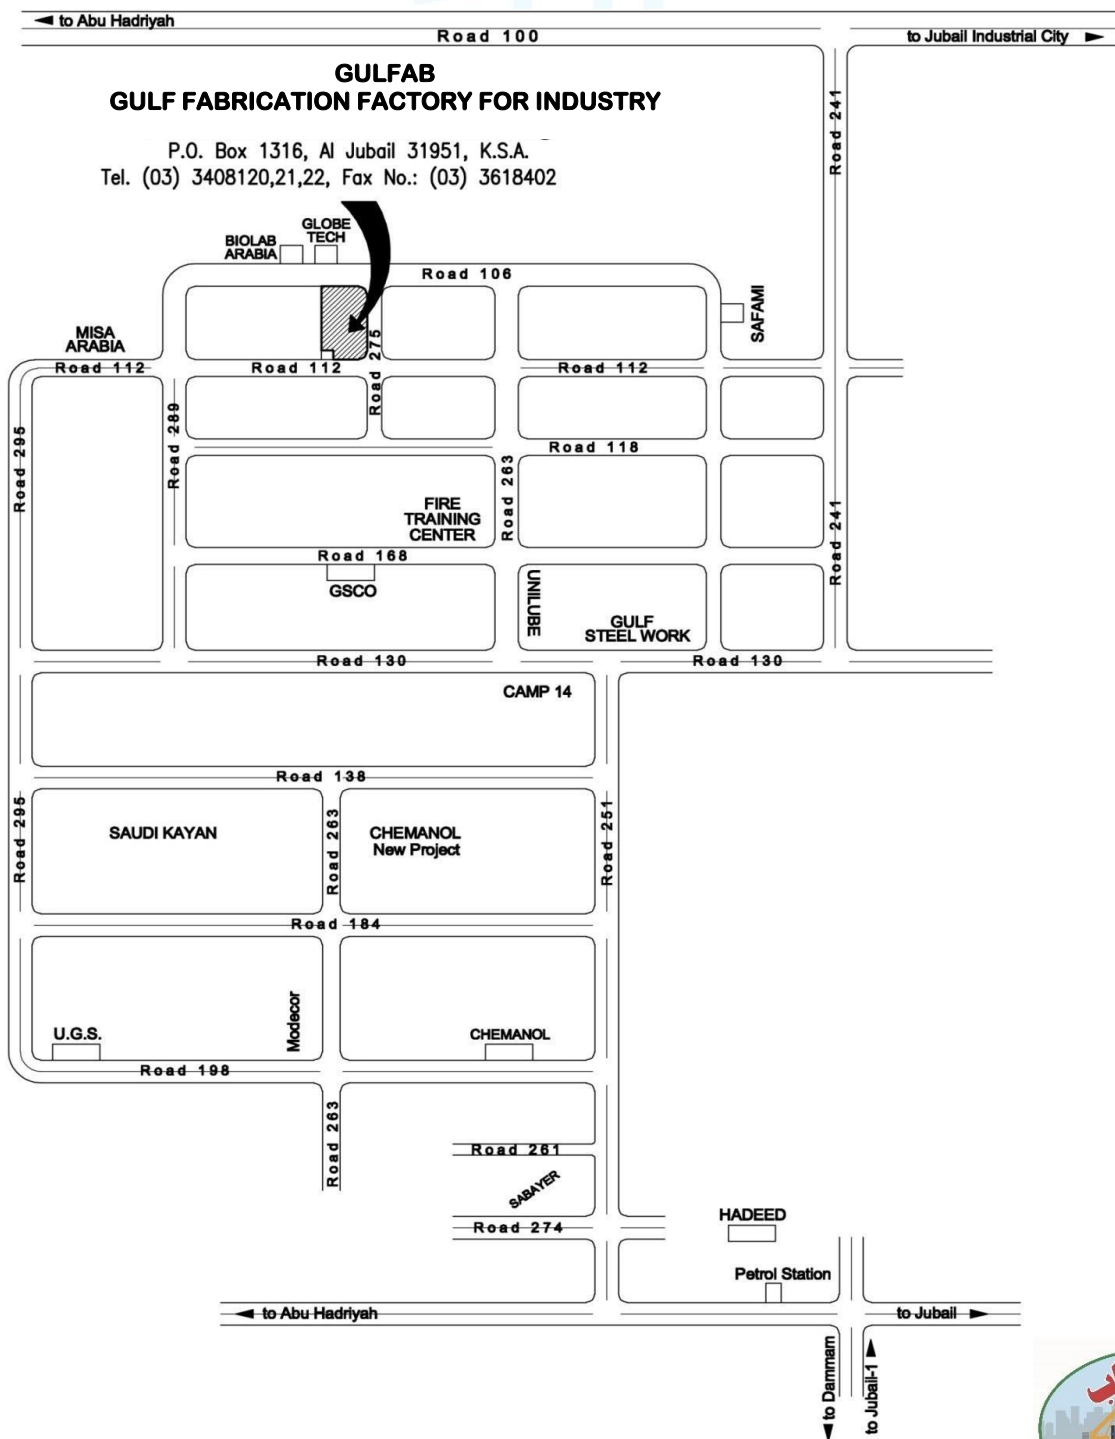 to Abu Hadriyah
Road 100
to Jubail Industrial City
GULFAB
GULF FABRICATION FACTORY FOR INDUSTRY
P.O. Box 1316, Al Jubail 31951, K.S.A.
Tel. (03) 3408120,21,22, Fax No.: (03) 3618402
Road 241
BIOLAB
ARABIA
GLOBE
TECH
Road 106
SAFAMI
MISA
ARABIA
Road 112
Road 112
Road 275
Road 112
Road 295
Road 289
Road 118
Road 263
FIRE
TRAINING
CENTER
Road 241
Road 168
GSCO
UNILUBE
GULF
STEEL WORK
Road 130
Road 130
CAMP 14
Road 138
Road 295
SAUDI KAYAN
Road 263
CHEMANOL
New Project
Road 251
Road 184
Modecor
U.G.S.
CHEMANOL
Road 198
Road 263
Road 261
SABAYER
Road 274
HADEED
Petrol Station
to Abu Hadriyah
to Jubail
to Dammam
to Jubail-1